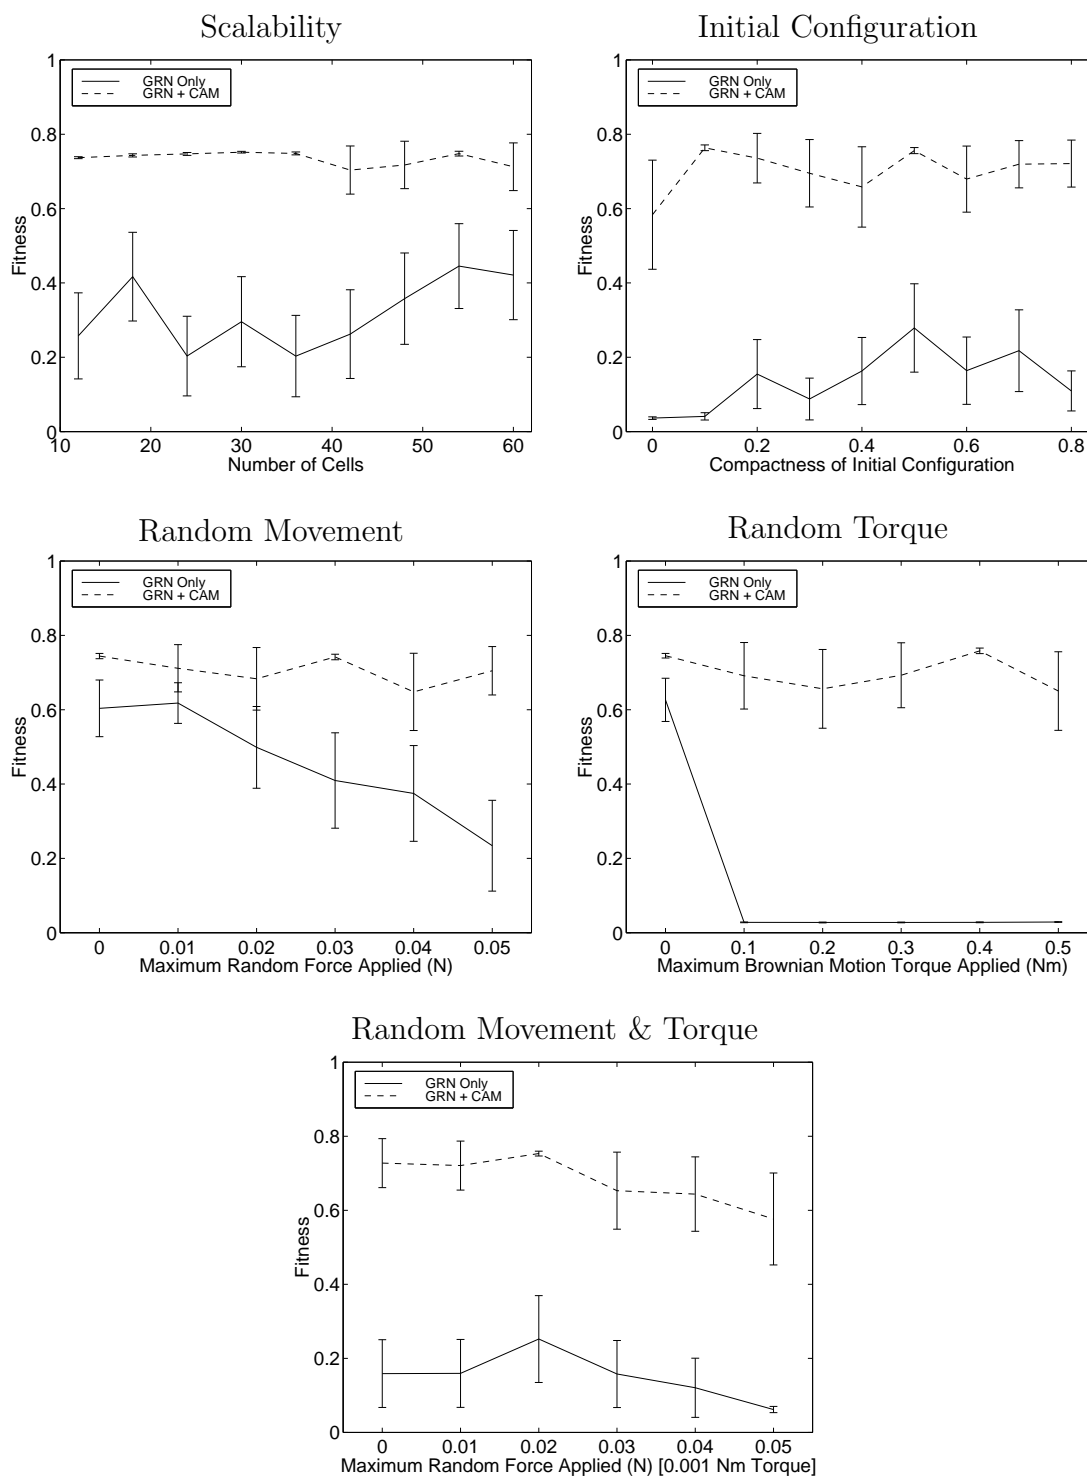 Scalability
1
GRN Only
GRN + CAM
0.8
0.6
Fitness
0.4
0.2
0
10 20 30 40 50 60
Number of Cells
Initial Configuration
1
GRN Only
GRN + CAM
0.8
0.6
Fitness
0.4
0.2
0
0 0.2 0.4 0.6 0.8
Compactness of Initial Configuration
Random Movement
1
GRN Only
GRN + CAM
0.8
0.6
Fitness
0.4
0.2
0
0 0.01 0.02 0.03 0.04 0.05
Maximum Random Force Applied (N)
Random Torque
1
GRN Only
GRN + CAM
0.8
0.6
Fitness
0.4
0.2
0
0 0.1 0.2 0.3 0.4 0.5
Maximum Brownian Motion Torque Applied (Nm)
Random Movement & Torque
1
GRN Only
GRN + CAM
0.8
0.6
Fitness
0.4
0.2
0
0 0.01 0.02 0.03 0.04 0.05
Maximum Random Force Applied (N) [0.001 Nm Torque]